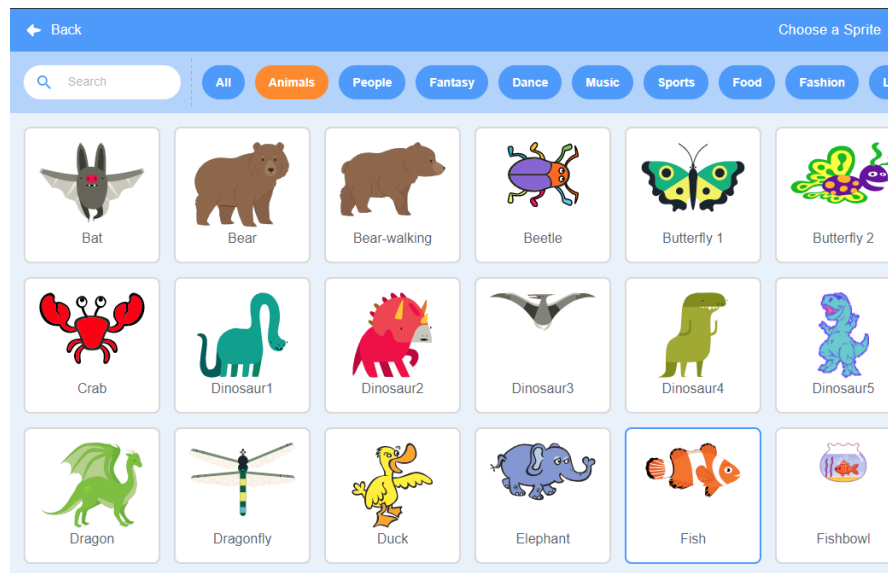 Back
Choose a Sprite
Search
All Animals People Fantasy Dance Music Sports Food Fashion
Bat Bear Bear-walking Beetle Butterfly 1 Butterfly 2
Crab Dinosaur1 Dinosaur2 Dinosaur3 Dinosaur4 Dinosaur5
Dragon Dragonfly Duck Elephant Fish Fishbowl